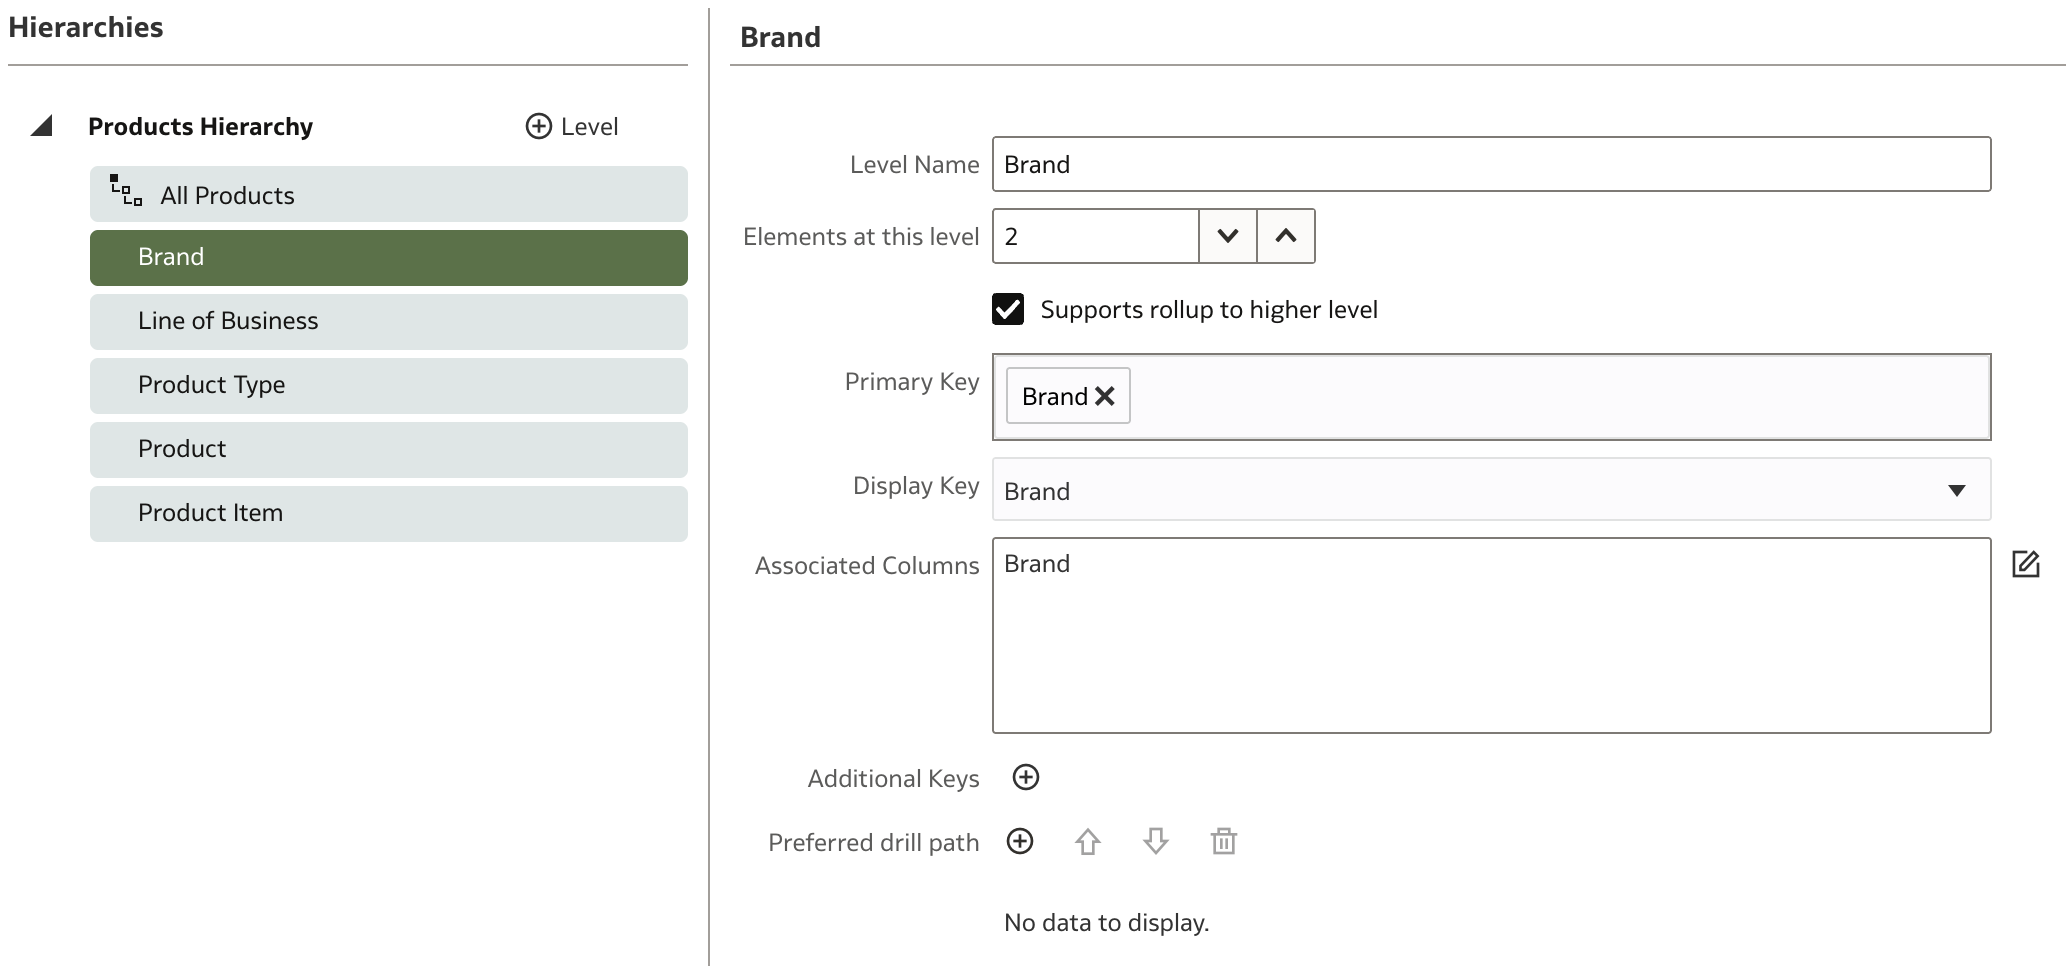 Hierarchies
Products Hierarchy
Level
All Products
Brand
Line of Business
Product Type
Product
Product Item
Brand
Level Name
Brand
Elements at this level
2
Supports rollup to higher level
Primary Key
Brand
Display Key
Brand
Associated Columns
Brand
Additional Keys
Preferred drill path
No data to display.